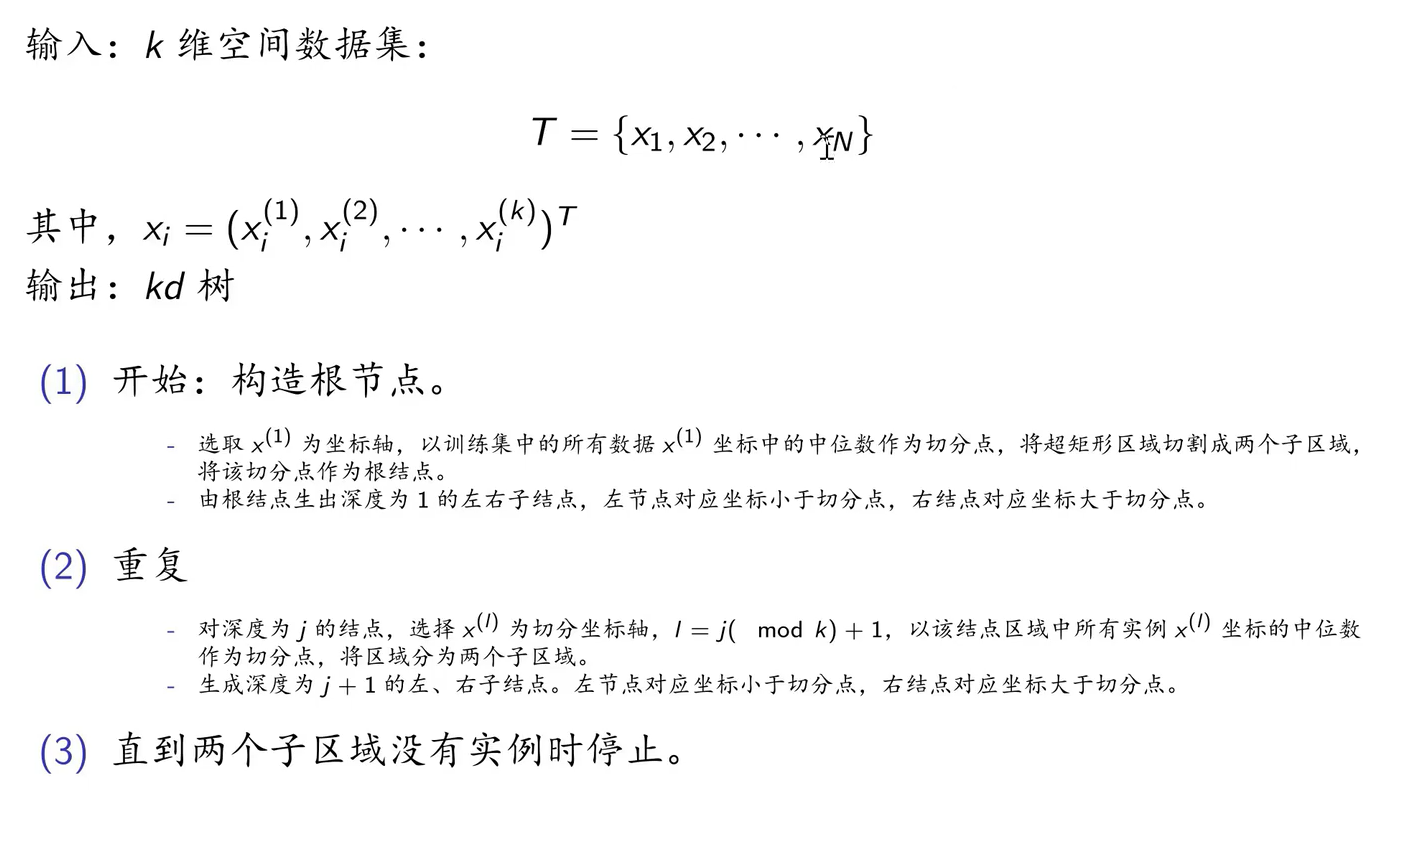 输入：k 维空间数据集：
T = {x₁, x₂, ⋯ , x_N}
其中，xᵢ = (xᵢ⁽¹⁾, xᵢ⁽²⁾, ⋯ , xᵢ⁽ᵏ⁾)ᵀ
输出：kd 树
(1) 开始：构造根节点。
- 选取 x⁽¹⁾ 为坐标轴，以训练集中的所有数据 x⁽¹⁾ 坐标中的中位数作为切分点，将超矩形区域切割成两个子区域，
将该切分点作为根结点。
- 由根结点生出深度为 1 的左右子结点，左节点对应坐标小于切分点，右结点对应坐标大于切分点。
(2) 重复
- 对深度为 j 的结点，选择 x⁽ˡ⁾ 为切分坐标轴，l = j( mod k) + 1，以该结点区域中所有实例 x⁽ˡ⁾ 坐标的中位数
作为切分点，将区域分为两个子区域。
- 生成深度为 j + 1 的左、右子结点。左节点对应坐标小于切分点，右结点对应坐标大于切分点。
(3) 直到两个子区域没有实例时停止。